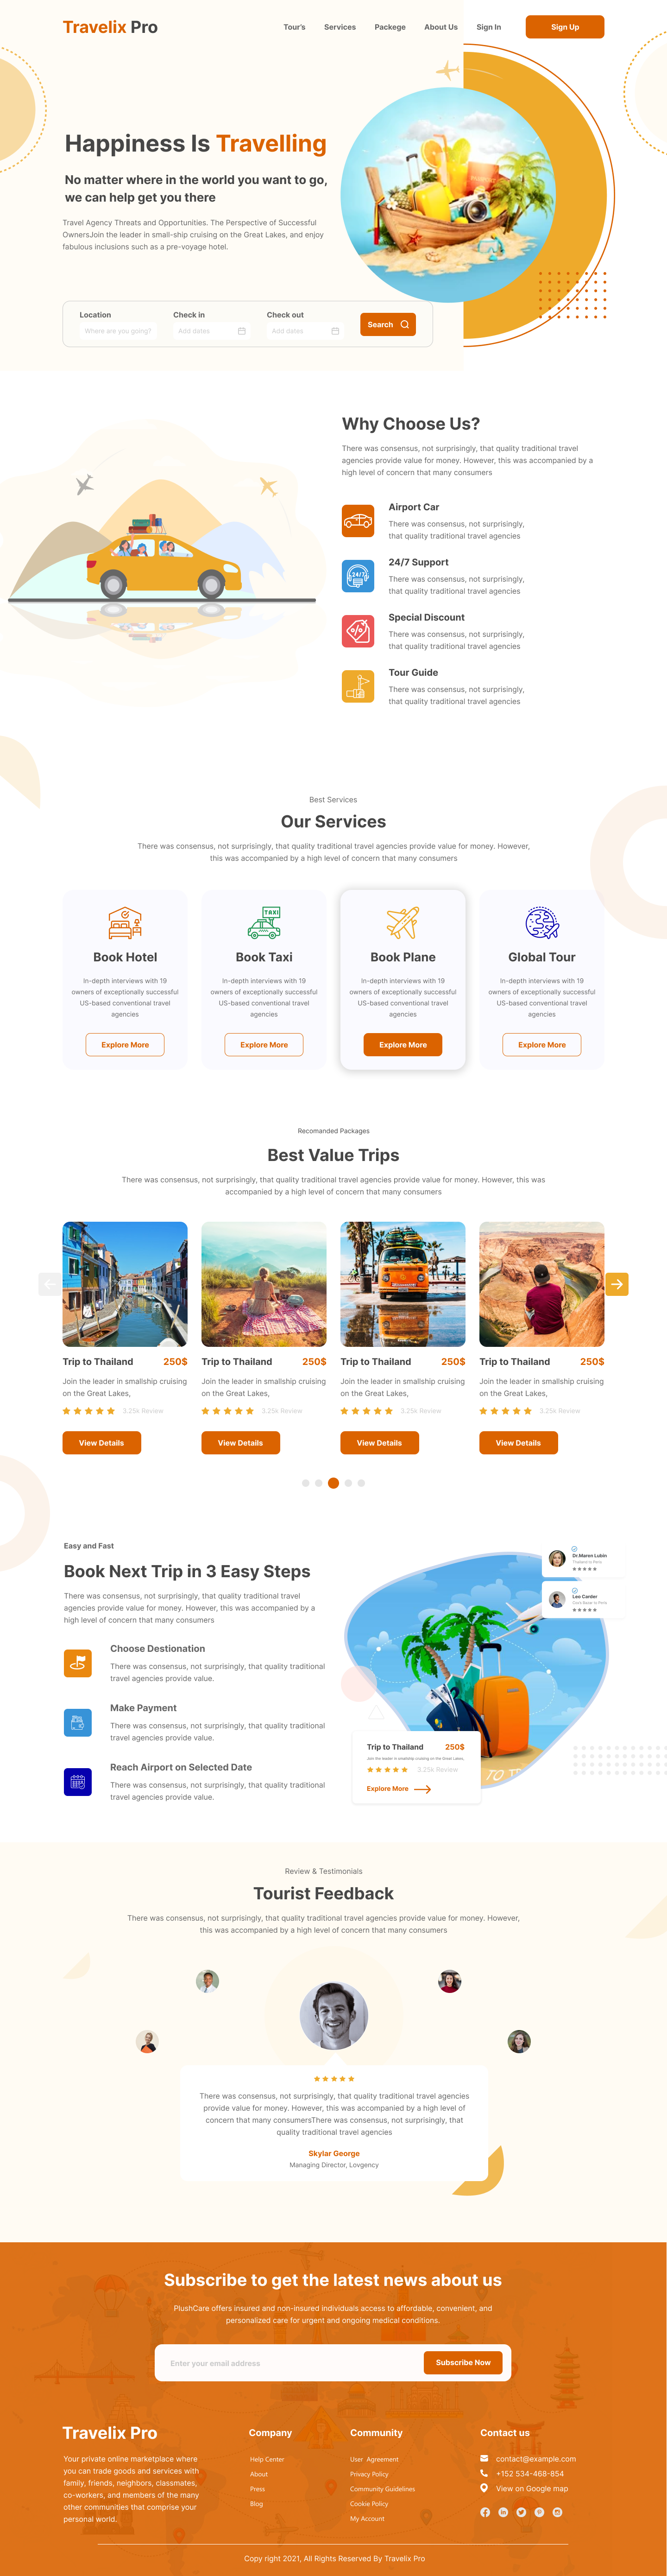 Travelix Pro
Tour's
Services
Packege
About Us
Sign In
Sign Up
Happiness Is Travelling
No matter where in the world you want to go,
we can help get you there
Travel Agency Threats and Opportunities. The Perspective of Successful
OwnersJoin the leader in small-ship cruising on the Great Lakes, and enjoy
fabulous inclusions such as a pre-voyage hotel.
Location
Check in
Check out
Where are you going?
Add dates
Add dates
Search
Why Choose Us?
There was consensus, not surprisingly, that quality traditional travel
agencies provide value for money. However, this was accompanied by a
high level of concern that many consumers
Airport Car
There was consensus, not surprisingly,
that quality traditional travel agencies
24/7 Support
24/7
There was consensus, not surprisingly,
that quality traditional travel agencies
Special Discount
There was consensus, not surprisingly,
that quality traditional travel agencies
Tour Guide
There was consensus, not surprisingly,
that quality traditional travel agencies
Best Services
Our Services
There was consensus, not surprisingly, that quality traditional travel agencies provide value for money. However,
this was accompanied by a high level of concern that many consumers
Book Hotel
In-depth interviews with 19
owners of exceptionally successful
US-based conventional travel
agencies
Explore More
TAXI
Book Taxi
In-depth interviews with 19
owners of exceptionally successful
US-based conventional travel
agencies
Explore More
Book Plane
In-depth interviews with 19
owners of exceptionally successful
US-based conventional travel
agencies
Explore More
Global Tour
In-depth interviews with 19
owners of exceptionally successful
US-based conventional travel
agencies
Explore More
Recomanded Packages
Best Value Trips
There was consensus, not surprisingly, that quality traditional travel agencies provide value for money. However, this was
accompanied by a high level of concern that many consumers
Trip to Thailand 250$
Join the leader in smallship cruising
on the Great Lakes,
3.25k Review
View Details
Trip to Thailand 250$
Join the leader in smallship cruising
on the Great Lakes,
3.25k Review
View Details
Trip to Thailand 250$
Join the leader in smallship cruising
on the Great Lakes,
3.25k Review
View Details
Trip to Thailand 250$
Join the leader in smallship cruising
on the Great Lakes,
3.25k Review
View Details
Easy and Fast
Book Next Trip in 3 Easy Steps
There was consensus, not surprisingly, that quality traditional travel
agencies provide value for money. However, this was accompanied by a
high level of concern that many consumers
Choose Destionation
There was consensus, not surprisingly, that quality traditional
travel agencies provide value.
Make Payment
There was consensus, not surprisingly, that quality traditional
travel agencies provide value.
Reach Airport on Selected Date
There was consensus, not surprisingly, that quality traditional
travel agencies provide value.
Dr.Maren Lubin
Thailand to Paris
Leo Carder
Trip to Thailand 250$
Join the leader in smallship cruising on the Great Lakes,
3.25k Review
Explore More
TO
Review & Testimonials
Tourist Feedback
There was consensus, not surprisingly, that quality traditional travel agencies provide value for money. However,
this was accompanied by a high level of concern that many consumers
There was consensus, not surprisingly, that quality traditional travel agencies
provide value for money. However, this was accompanied by a high level of
concern that many consumersThere was consensus, not surprisingly, that
quality traditional travel agencies
Skylar George
Managing Director, Lovgency
Subscribe to get the latest news about us
PlushCare offers insured and non-insured individuals access to affordable, convenient, and
personalized care for urgent and ongoing medical conditions.
Enter your email address
Subscribe Now
Travelix Pro
Your private online marketplace where
you can trade goods and services with
family, friends, neighbors, classmates,
co-workers, and members of the many
other communities that comprise your
personal world.
Company
Help Center
About
Press
Blog
Community
User Agreement
Privacy Policy
Community Guidelines
Cookie Policy
My Account
Contact us
contact@example.com
+152 534-468-854
View on Google map
Copy right 2021, All Rights Reserved By Travelix Pro